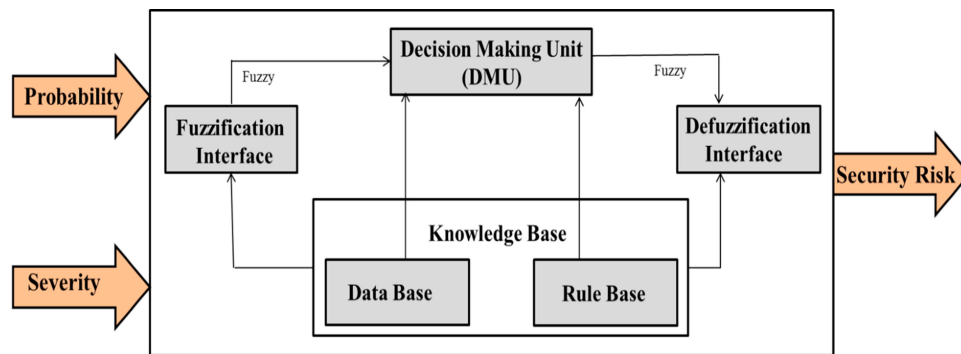 Probability
Severity
Fuzzy
Fuzzification
Interface
Decision Making Unit
(DMU)
Fuzzy
Defuzzification
Interface
Knowledge Base
Data Base
Rule Base
Security Risk